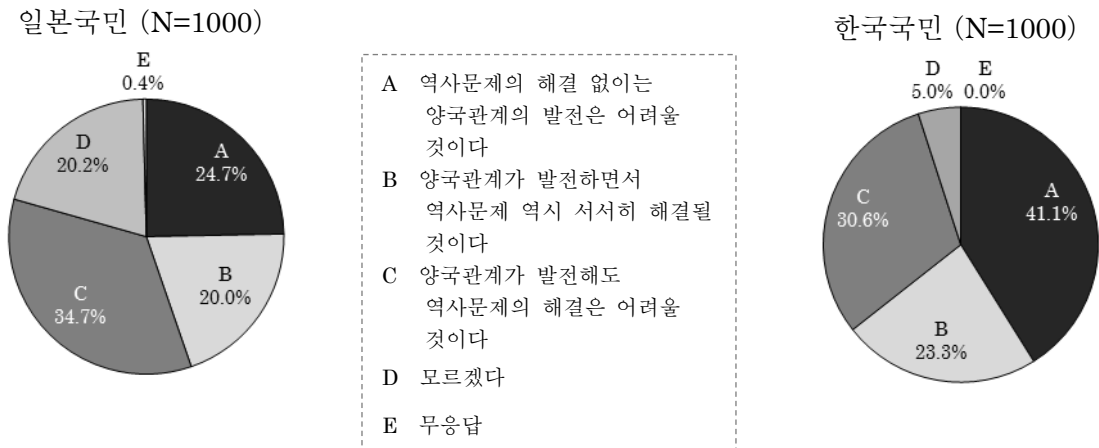 일본국민 (N=1000)
E
0.4%
A
24.7%
B
20.0%
C
34.7%
D
20.2%
A 역사문제의 해결 없이는
양국관계의 발전은 어려울
것이다
B 양국관계가 발전하면서
역사문제 역시 서서히 해결될
것이다
C 양국관계가 발전해도
역사문제의 해결은 어려울
것이다
D 모르겠다
E 무응답
한국국민 (N=1000)
D
5.0%
E
0.0%
A
41.1%
B
23.3%
C
30.6%